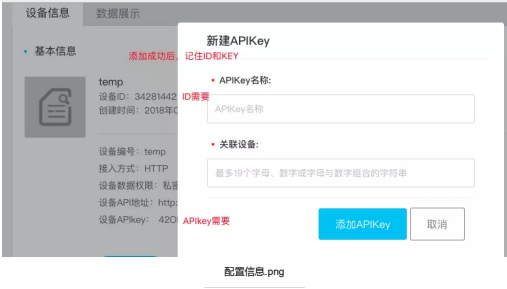 设备信息 数据展示
新建APIKey
基本信息
添加成功后，记住ID和KEY
APIKey名称:
temp
设备ID: 34281442 ID需要
APIKey名称
创建时间: 2018年
关联设备:
设备编号: temp
接入方式: HTTP
最多19个字母、数字或字母与数字组合的字符串
设备数据权限: 私密
设备API地址: http:
设备APIkey: 42O APIkey需要
添加APIKey 取消
配置信息.png